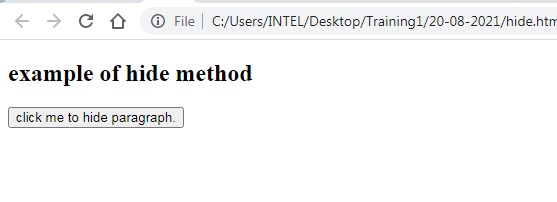 File | C:/Users/INTEL/Desktop/Training1/20-08-2021/hide.htm
example of hide method
click me to hide paragraph.